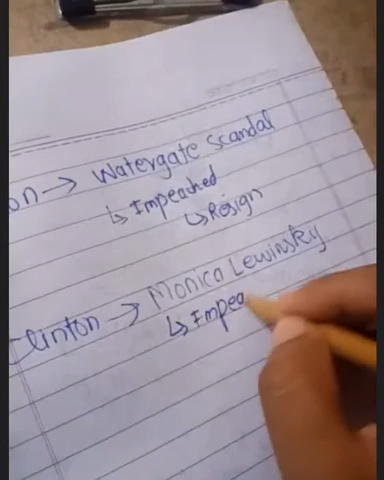 on → Watergate scandal
↳ Impeached
↳ Resign
Clinton → Monica Lewinsky
↳ Impea